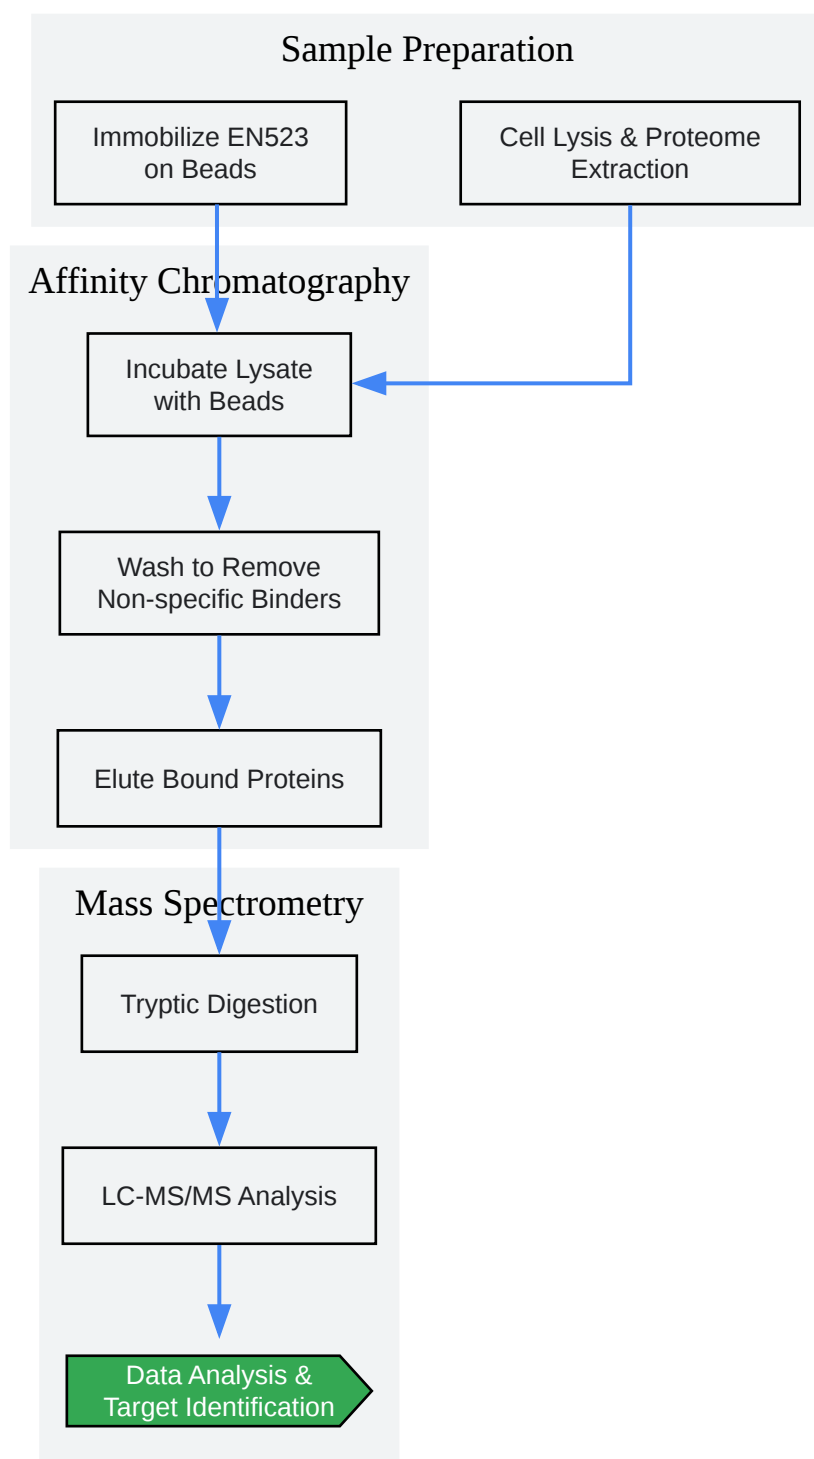 Sample Preparation
Immobilize EN523
on Beads
Cell Lysis & Proteome
Extraction
Affinity Chromatography
Incubate Lysate
with Beads
Wash to Remove
Non-specific Binders
Elute Bound Proteins
Mass Spectrometry
Tryptic Digestion
LC-MS/MS Analysis
Data Analysis &
Target Identification